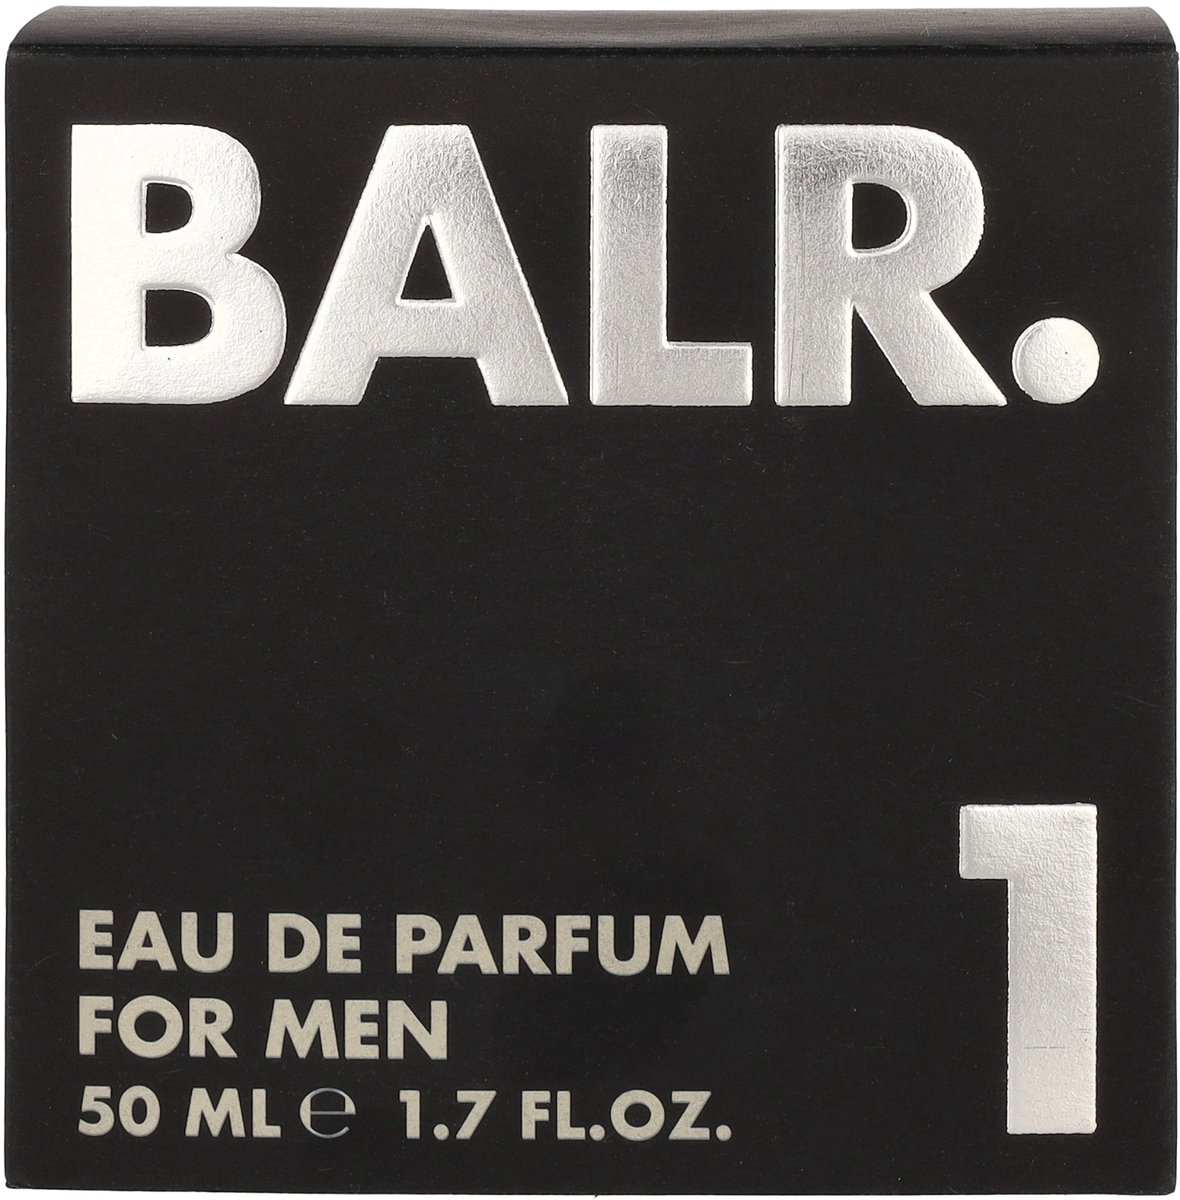 BALR.
1
EAU DE PARFUM
FOR MEN
50 ML ℮ 1.7 FL.OZ.